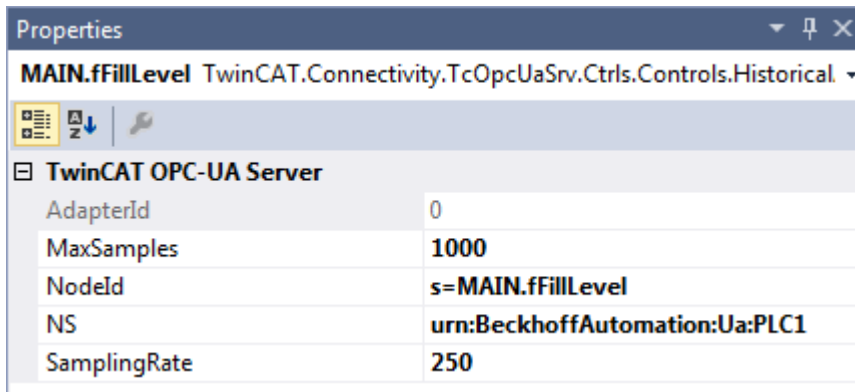 Properties
MAIN.fFillLevel TwinCAT.Connectivity.TcOpcUaSrv.Ctrls.Controls.Historical.
TwinCAT OPC-UA Server
AdapterId 0
MaxSamples 1000
NodeId s=MAIN.fFillLevel
NS urn:BeckhoffAutomation:Ua:PLC1
SamplingRate 250